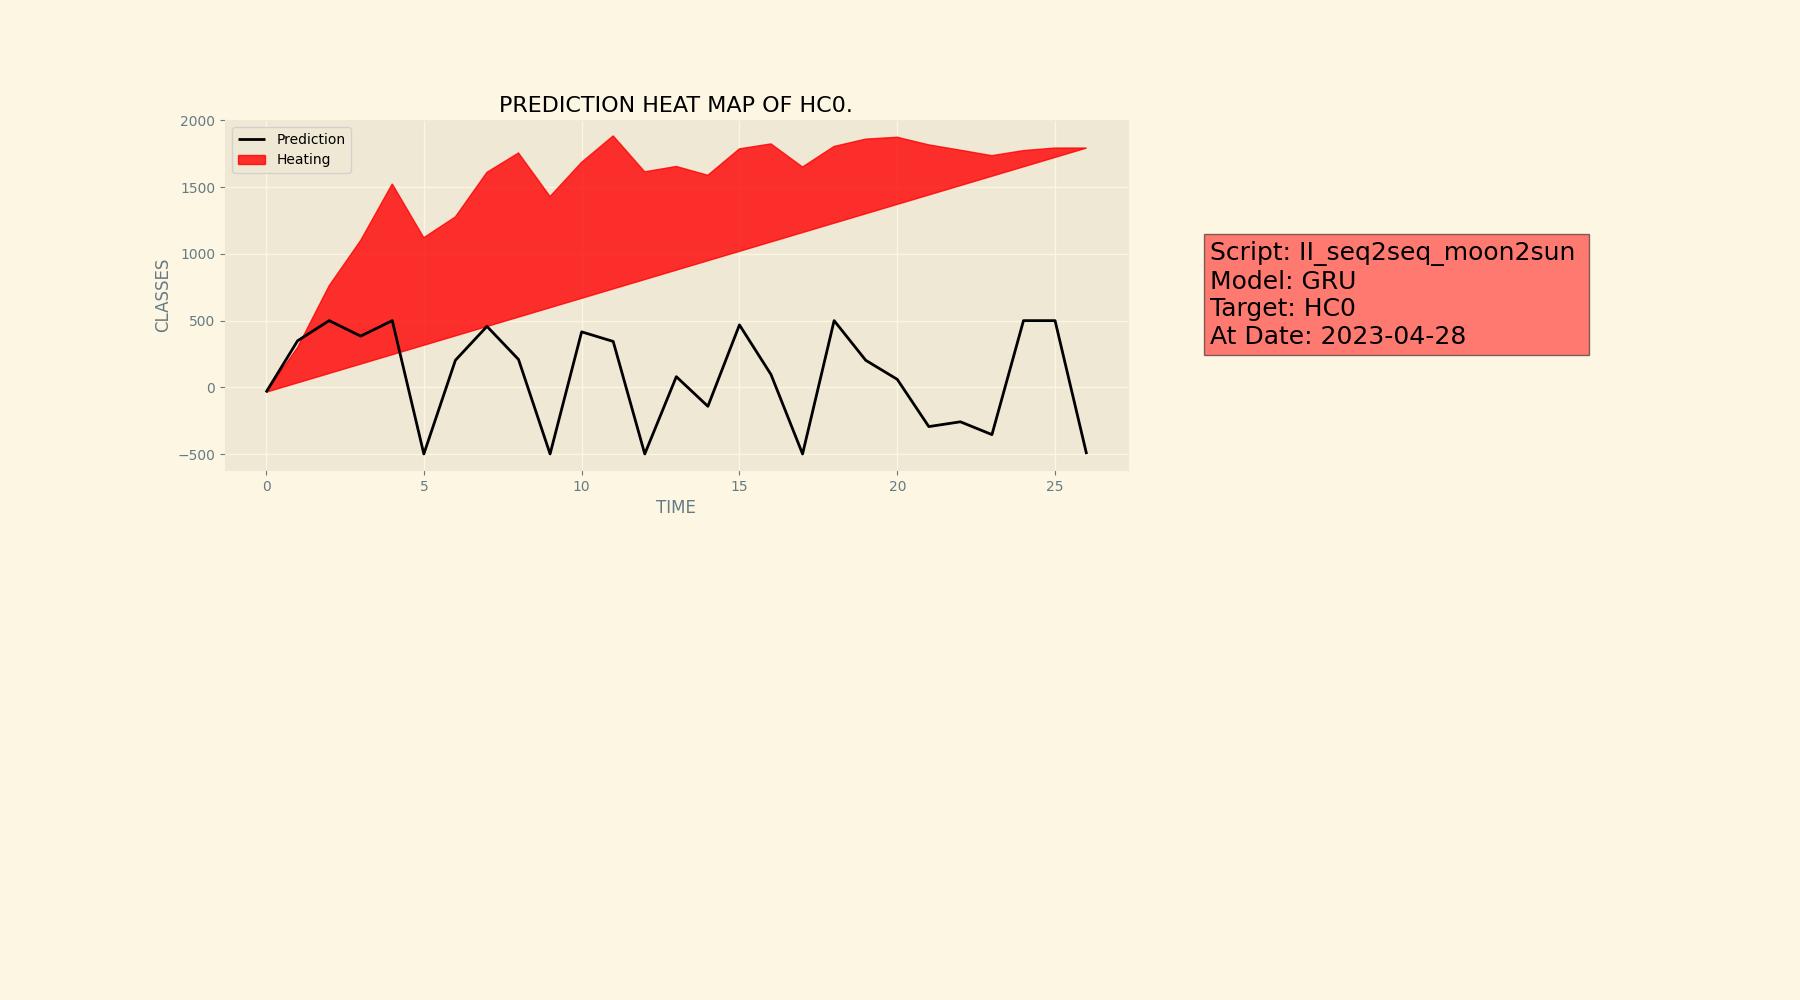 PREDICTION HEAT MAP OF HC0.
2000
1500
1000
500
0
−500
CLASSES
Prediction
Heating
0 5 10 15 20 25
TIME
Script: II_seq2seq_moon2sun
Model: GRU
Target: HC0
At Date: 2023-04-28